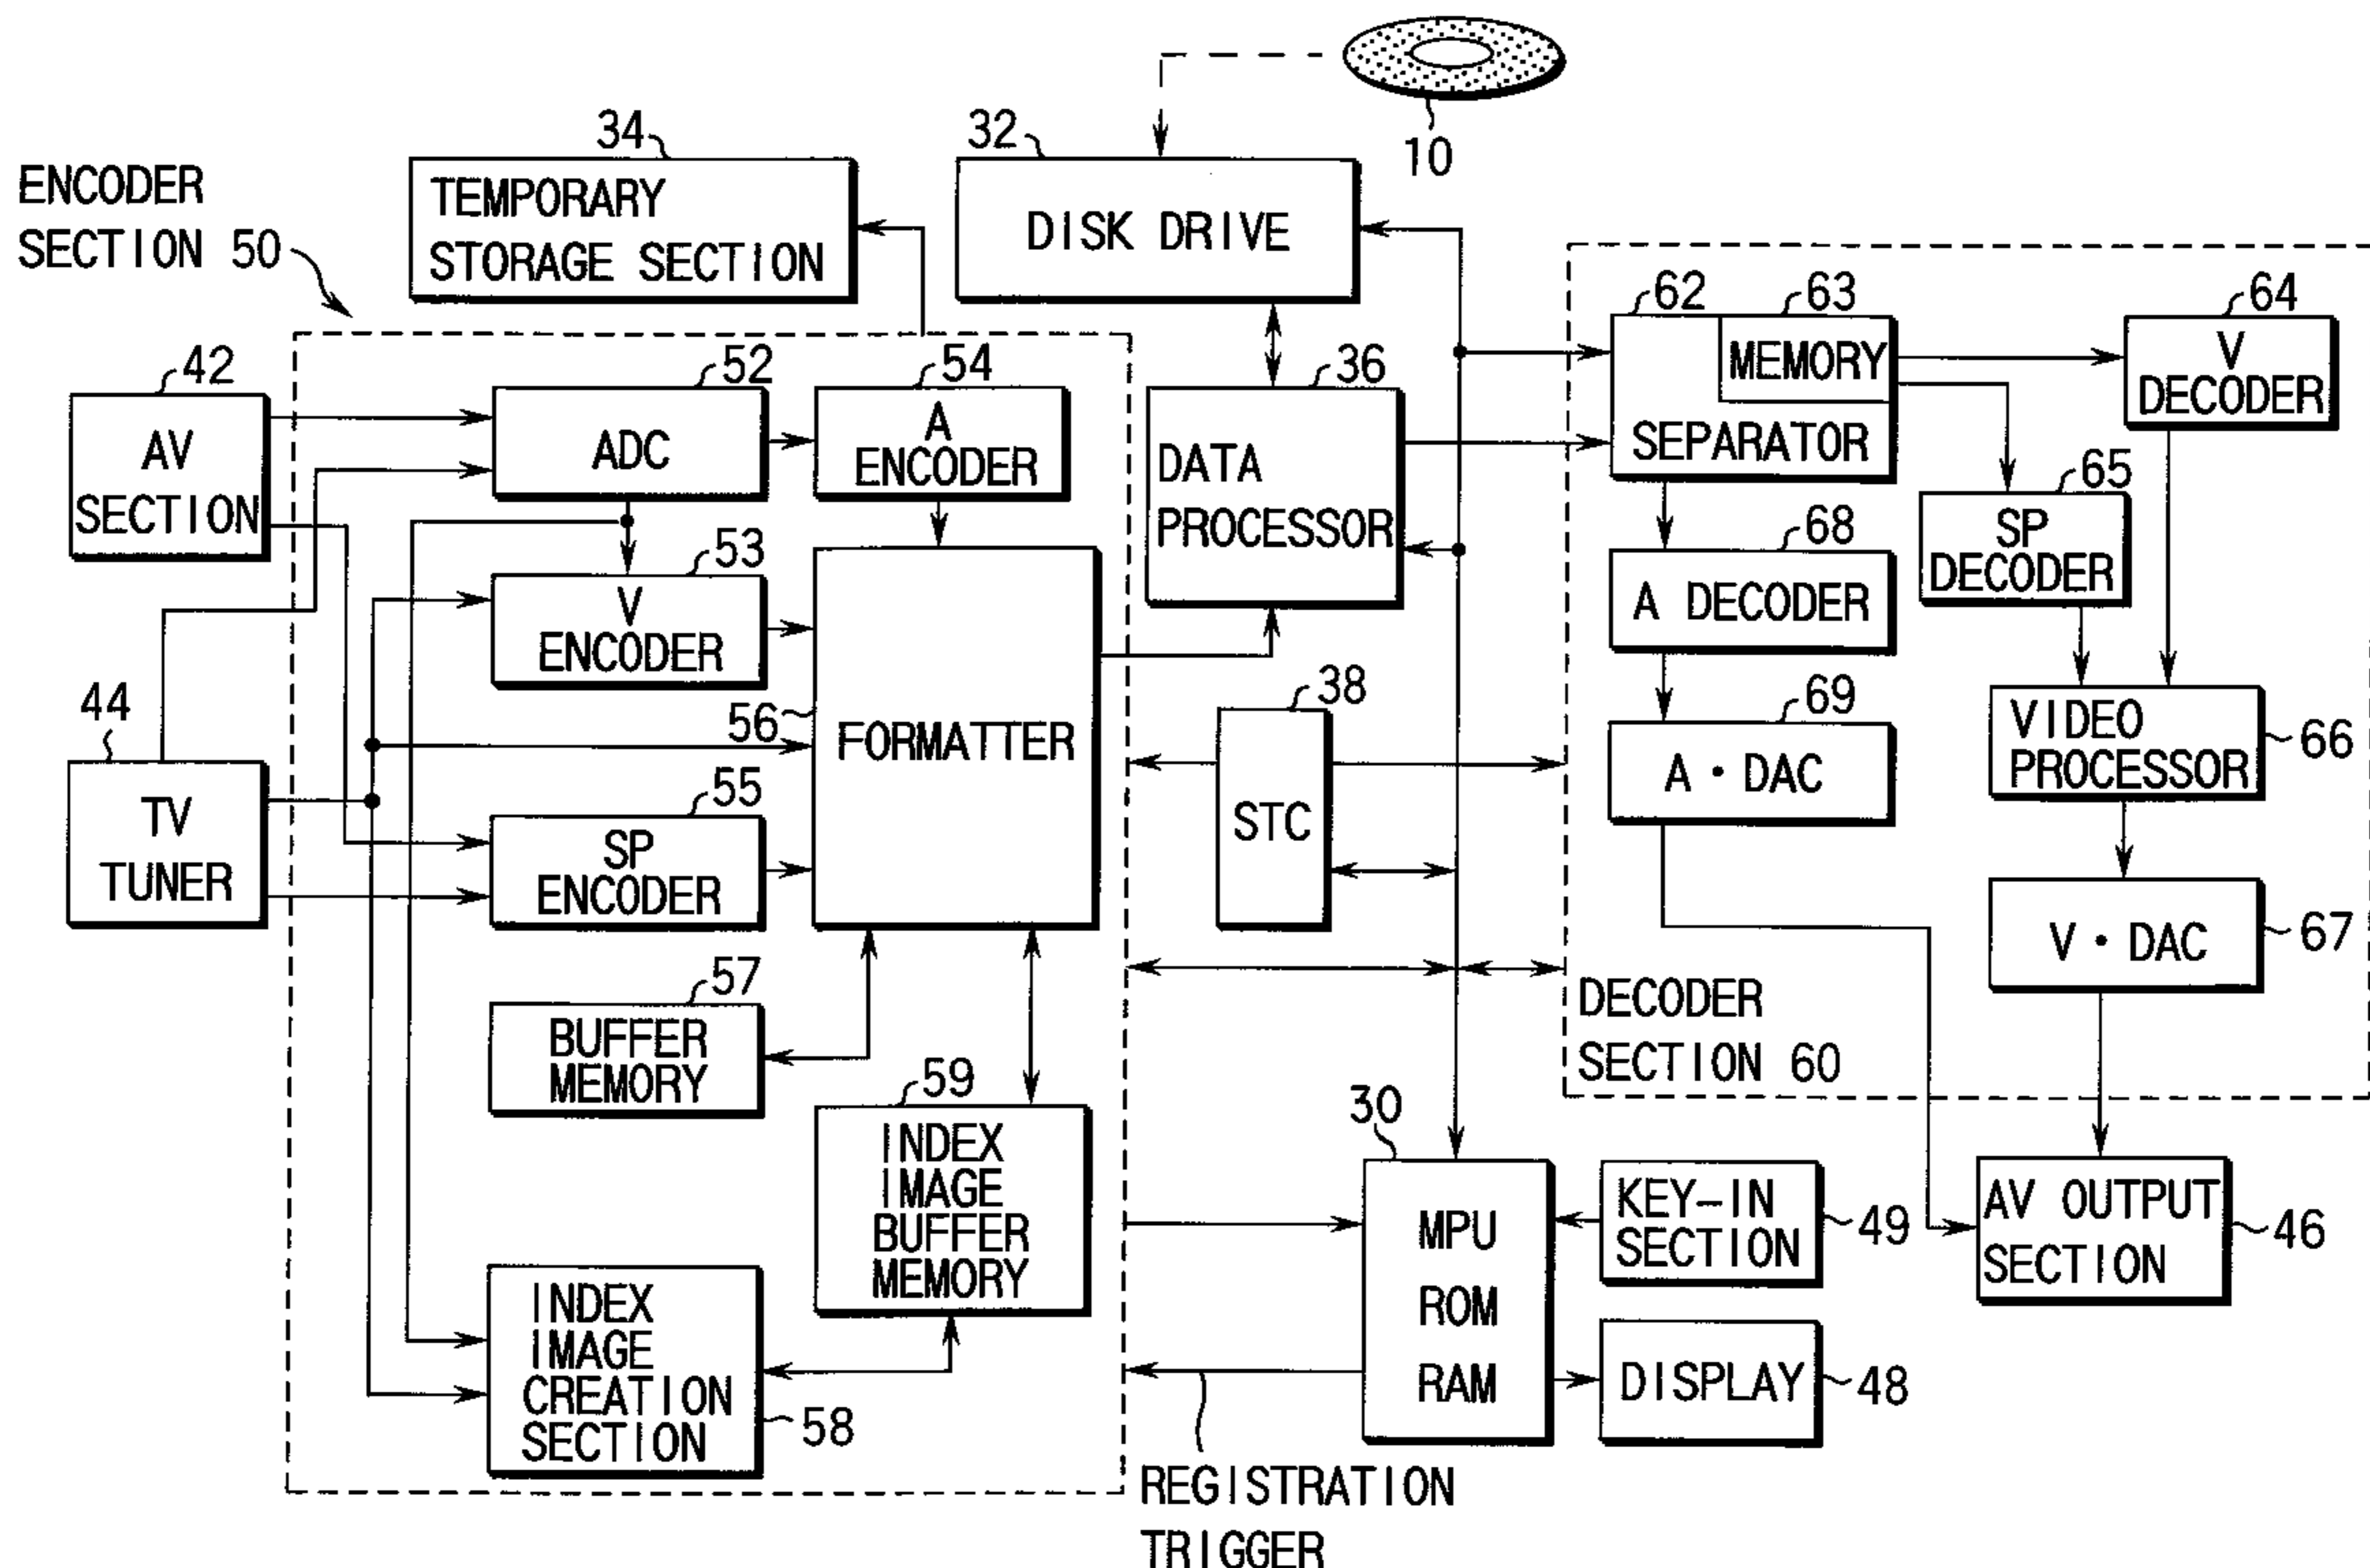 10
34
32
ENCODER
SECTION 50
TEMPORARY
STORAGE SECTION
DISK DRIVE
42
AV
SECTION
52
ADC
54
A
ENCODER
36
DATA
PROCESSOR
62
63
MEMORY
SEPARATOR
64
V
DECODER
65
SP
DECODER
53
V
ENCODER
68
A DECODER
44
TV
TUNER
56
FORMATTER
38
STC
69
A・DAC
VIDEO
PROCESSOR
66
55
SP
ENCODER
V・DAC
67
57
BUFFER
MEMORY
59
INDEX
IMAGE
BUFFER
MEMORY
DECODER
SECTION 60
30
MPU
ROM
RAM
KEY-IN
SECTION
49
AV OUTPUT
SECTION
46
INDEX
IMAGE
CREATION
SECTION
58
DISPLAY
48
REGISTRATION
TRIGGER